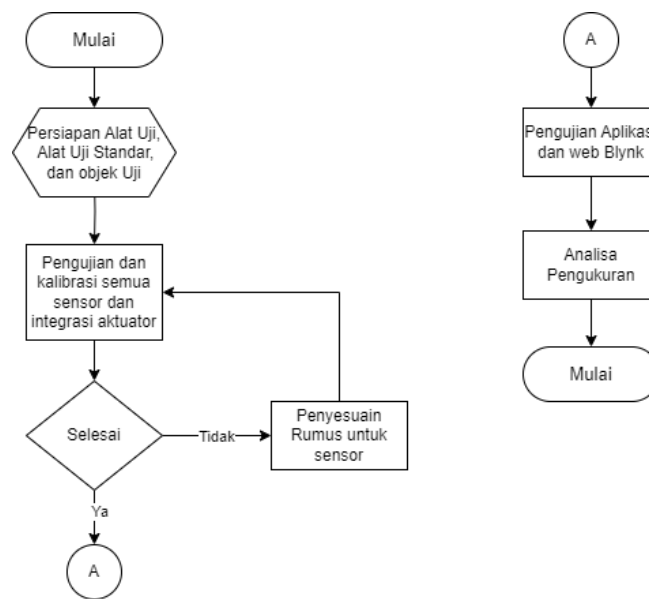 Mulai
Persiapan Alat Uji,
Alat Uji Standar,
dan objek Uji
Pengujian dan
kalibrasi semua
sensor dan
integrasi aktuator
Selesai
Tidak
Penyesuain
Rumus untuk
sensor
Ya
A
A
Pengujian Aplikasi
dan web Blynk
Analisa
Pengukuran
Mulai